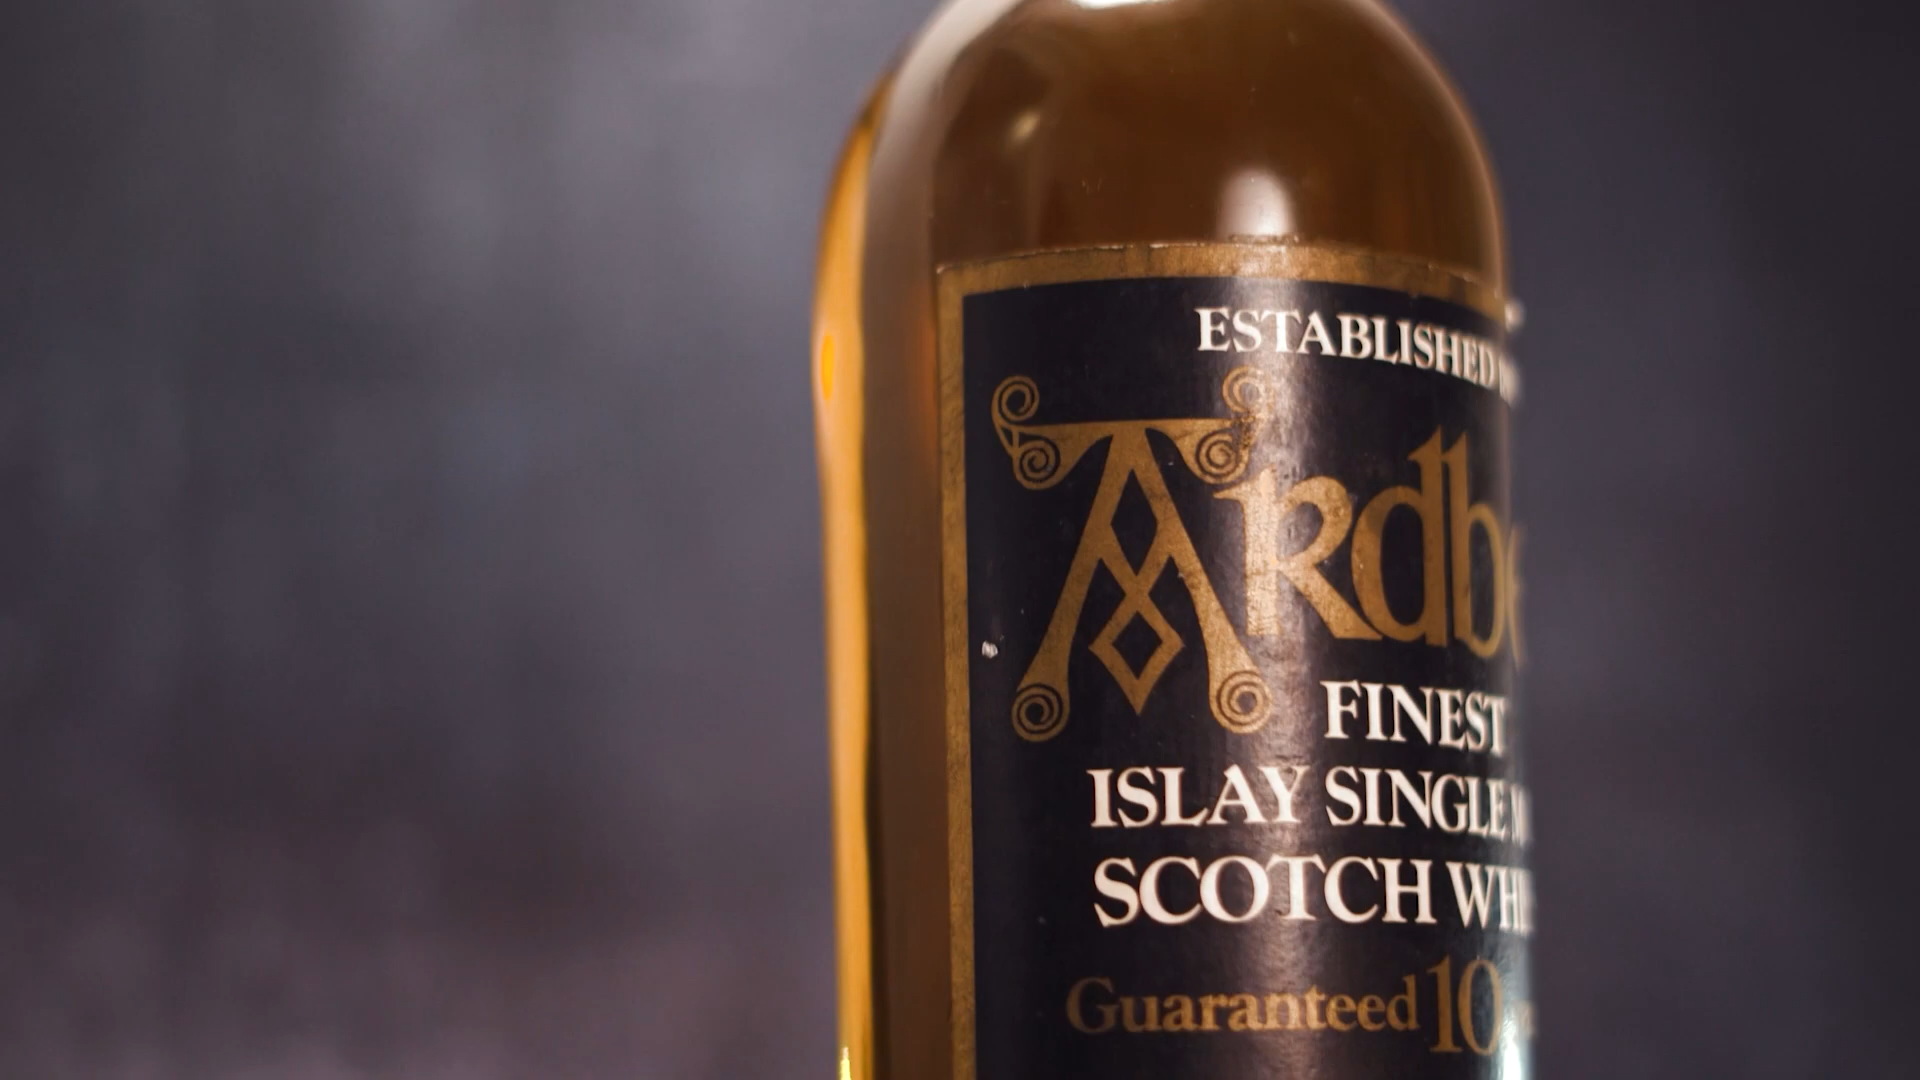 ESTABLISHED
Ardb
FINEST
ISLAY SINGLE
SCOTCH WH
Guaranteed 10